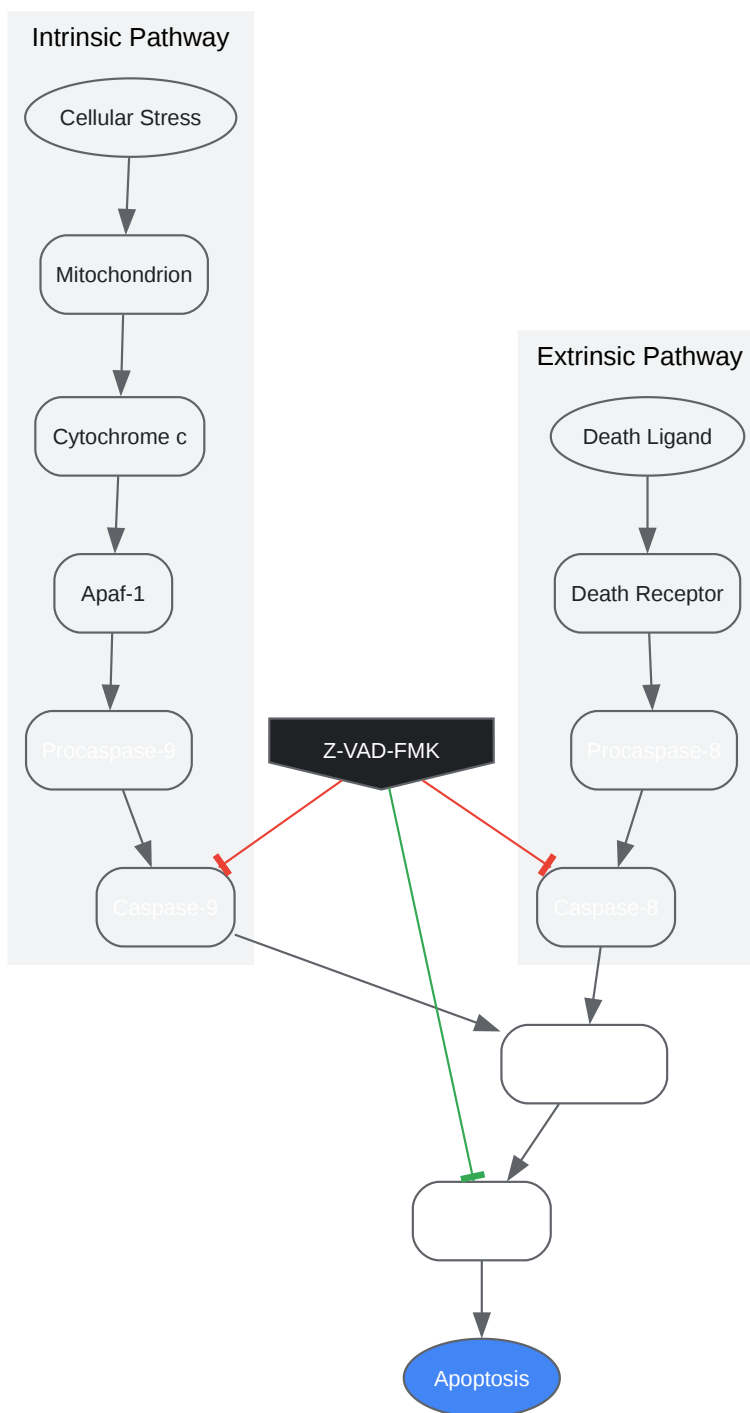 Intrinsic Pathway
Cellular Stress
Mitochondrion
Cytochrome c
Apaf-1
Procaspase-9
Caspase-9
Z-VAD-FMK
Extrinsic Pathway
Death Ligand
Death Receptor
Procaspase-8
Caspase-8
Apoptosis